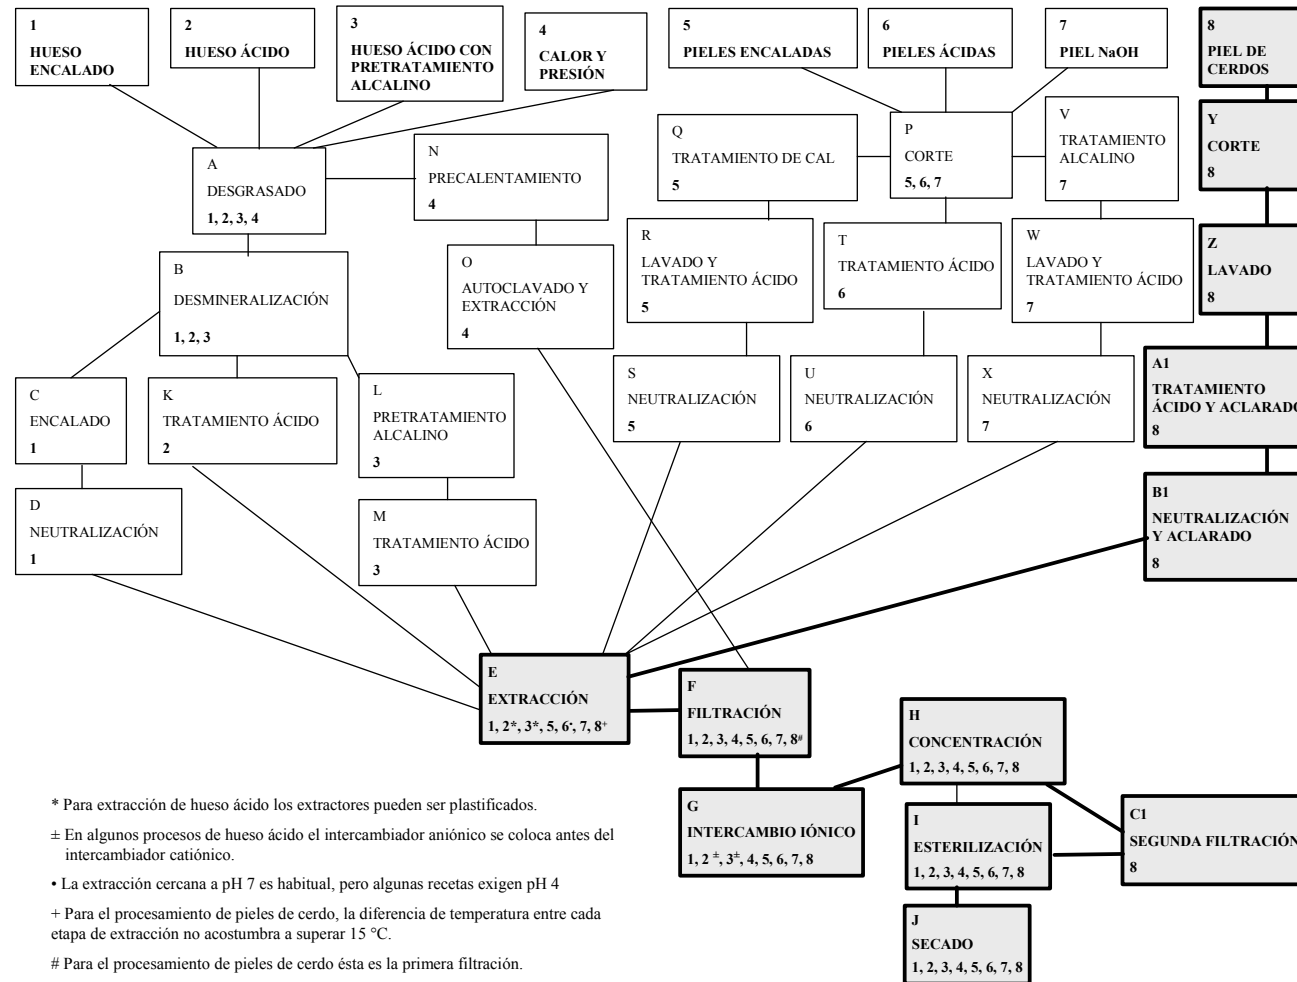 1
HUESO
ENCALADO
2
HUESO ÁCIDO
3
HUESO ÁCIDO CON
PRETRATAMIENTO
ALCALINO
4
CALOR Y
PRESIÓN
5
PIELES ENCALADAS
6
PIELES ÁCIDAS
7
PIEL NaOH
8
PIEL DE
CERDOS
A
DESGRASADO
1, 2, 3, 4
N
PRECALENTAMIENTO
4
Q
TRATAMIENTO DE CAL
5
P
CORTE
5, 6, 7
V
TRATAMIENTO
ALCALINO
7
Y
CORTE
8
B
DESMINERALIZACIÓN
1, 2, 3
O
AUTOCLAVADO Y
EXTRACCIÓN
4
R
LAVADO Y
TRATAMIENTO ÁCIDO
5
T
TRATAMIENTO ÁCIDO
6
W
LAVADO Y
TRATAMIENTO ÁCIDO
7
Z
LAVADO
8
C
ENCALADO
1
K
TRATAMIENTO ÁCIDO
2
L
PRETRATAMIENTO
ALCALINO
3
S
NEUTRALIZACIÓN
5
U
NEUTRALIZACIÓN
6
X
NEUTRALIZACIÓN
7
A1
TRATAMIENTO
ÁCIDO Y ACLARADO
8
D
NEUTRALIZACIÓN
1
M
TRATAMIENTO ÁCIDO
3
B1
NEUTRALIZACIÓN
Y ACLARADO
8
E
EXTRACCIÓN
1, 2*, 3*, 5, 6•, 7, 8+
F
FILTRACIÓN
1, 2, 3, 4, 5, 6, 7, 8#
H
CONCENTRACIÓN
1, 2, 3, 4, 5, 6, 7, 8
G
INTERCAMBIO IÓNICO
1, 2 ±, 3±, 4, 5, 6, 7, 8
I
ESTERILIZACIÓN
1, 2, 3, 4, 5, 6, 7, 8
C1
SEGUNDA FILTRACIÓN
8
J
SECADO
1, 2, 3, 4, 5, 6, 7, 8
* Para extracción de hueso ácido los extractores pueden ser plastificados.
± En algunos procesos de hueso ácido el intercambiador aniónico se coloca antes del
intercambiador catiónico.
• La extracción cercana a pH 7 es habitual, pero algunas recetas exigen pH 4
+ Para el procesamiento de pieles de cerdo, la diferencia de temperatura entre cada
etapa de extracción no acostumbra a superar 15 °C.
# Para el procesamiento de pieles de cerdo ésta es la primera filtración.